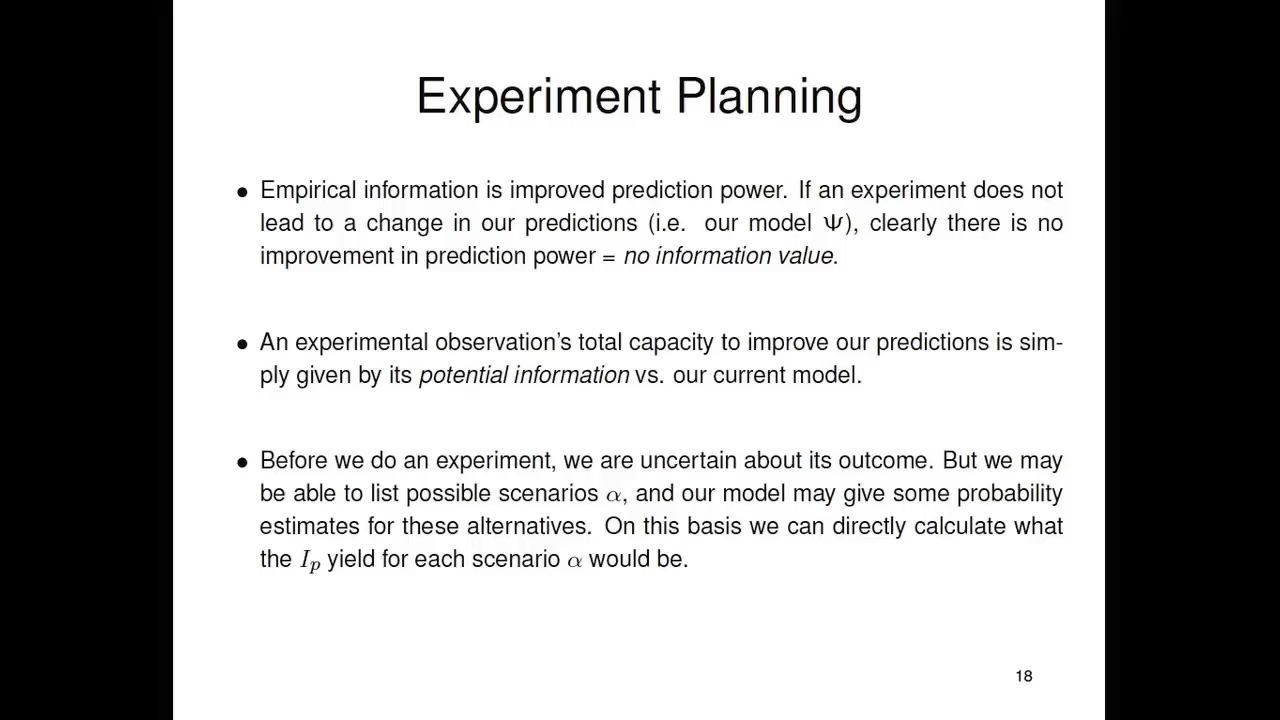 Experiment Planning
• Empirical information is improved prediction power. If an experiment does not
lead to a change in our predictions (i.e. our model Ψ), clearly there is no
improvement in prediction power = no information value.
• An experimental observation's total capacity to improve our predictions is sim-
ply given by its potential information vs. our current model.
• Before we do an experiment, we are uncertain about its outcome. But we may
be able to list possible scenarios α, and our model may give some probability
estimates for these alternatives. On this basis we can directly calculate what
the Iₚ yield for each scenario α would be.
18